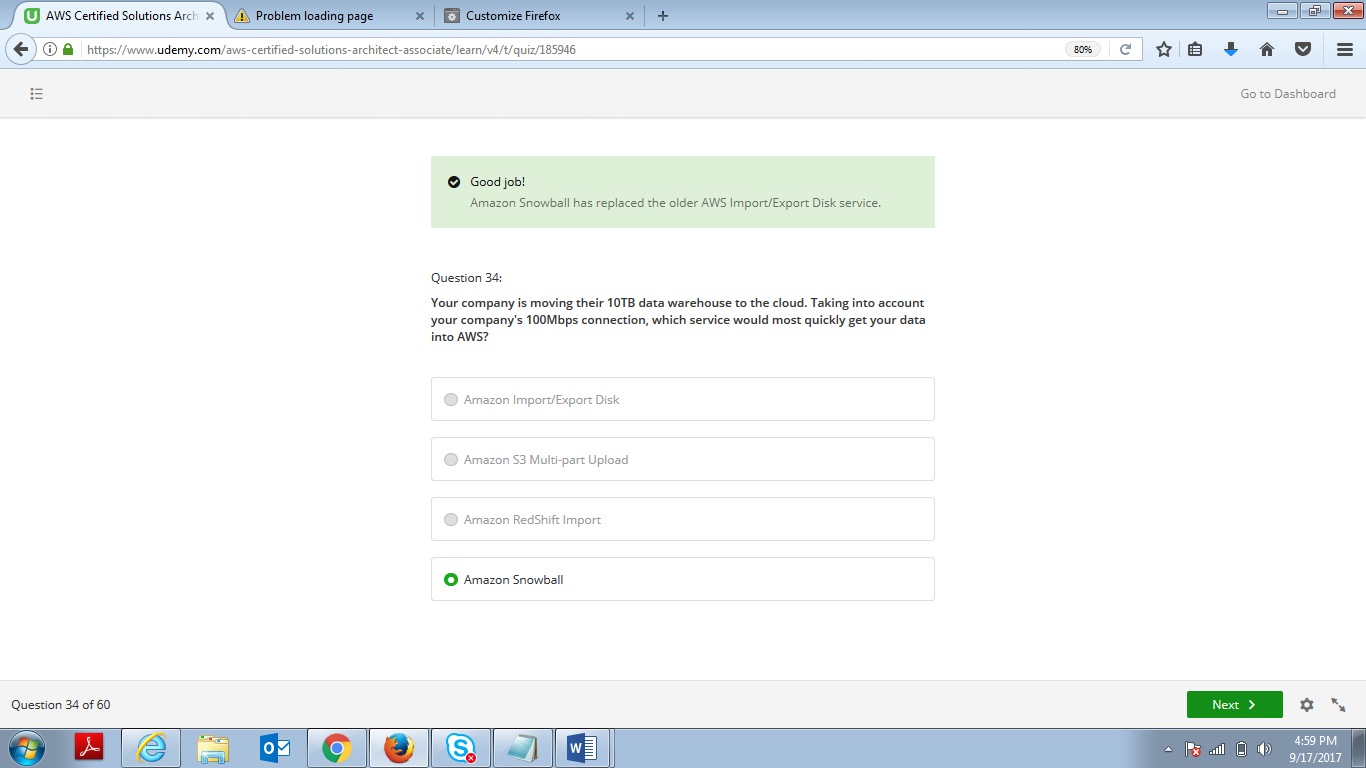 AWS Certified Solutions Arch
Problem loading page
Customize Firefox
https://www.udemy.com/aws-certified-solutions-architect-associate/learn/v4/t/quiz/185946
80%
Go to Dashboard
Good job!
Amazon Snowball has replaced the older AWS Import/Export Disk service.
Question 34:
Your company is moving their 10TB data warehouse to the cloud. Taking into account
your company's 100Mbps connection, which service would most quickly get your data
into AWS?
Amazon Import/Export Disk
Amazon S3 Multi-part Upload
Amazon RedShift Import
Amazon Snowball
Question 34 of 60
Next
4:59 PM
9/17/2017